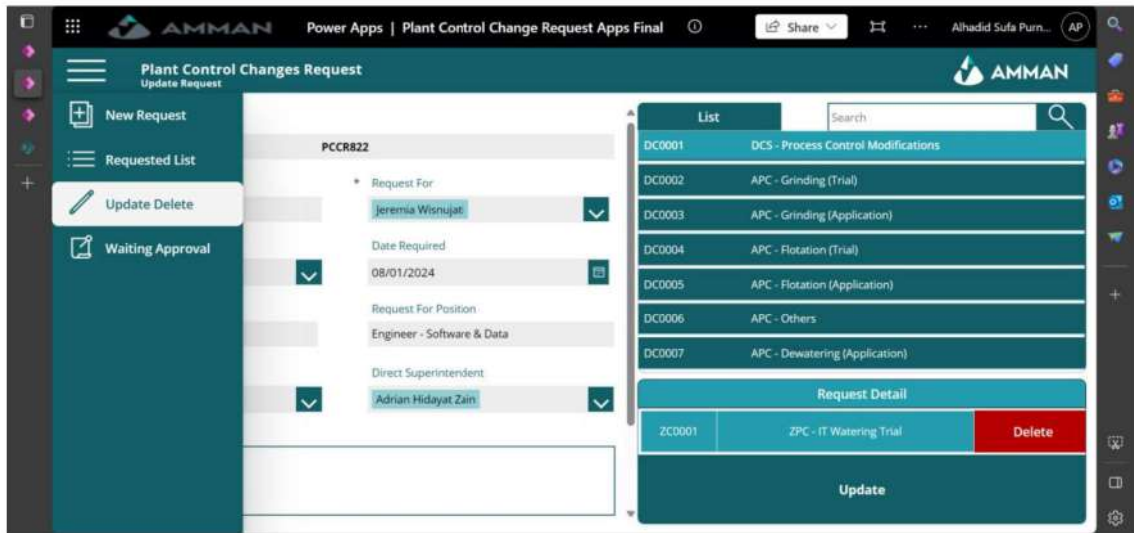 AMMAN
Power Apps | Plant Control Change Request Apps Final
Share
Alhadid Sufa Purn...
AP
Plant Control Changes Request
Update Request
AMMAN
New Request
Requested List
Update Delete
Waiting Approval
PCCR822
* Request For
Jeremia Wisnujati
Date Required
08/01/2024
Request For Position
Engineer - Software & Data
Direct Superintendent
Adrian Hidayat Zain
List
Search
DC0001 DCS - Process Control Modifications
DC0002 APC - Grinding (Trial)
DC0003 APC - Grinding (Application)
DC0004 APC - Flotation (Trial)
DC0005 APC - Flotation (Application)
DC0006 APC - Others
DC0007 APC - Dewatering (Application)
Request Detail
ZC0001 ZPC - IT Watering Trial Delete
Update